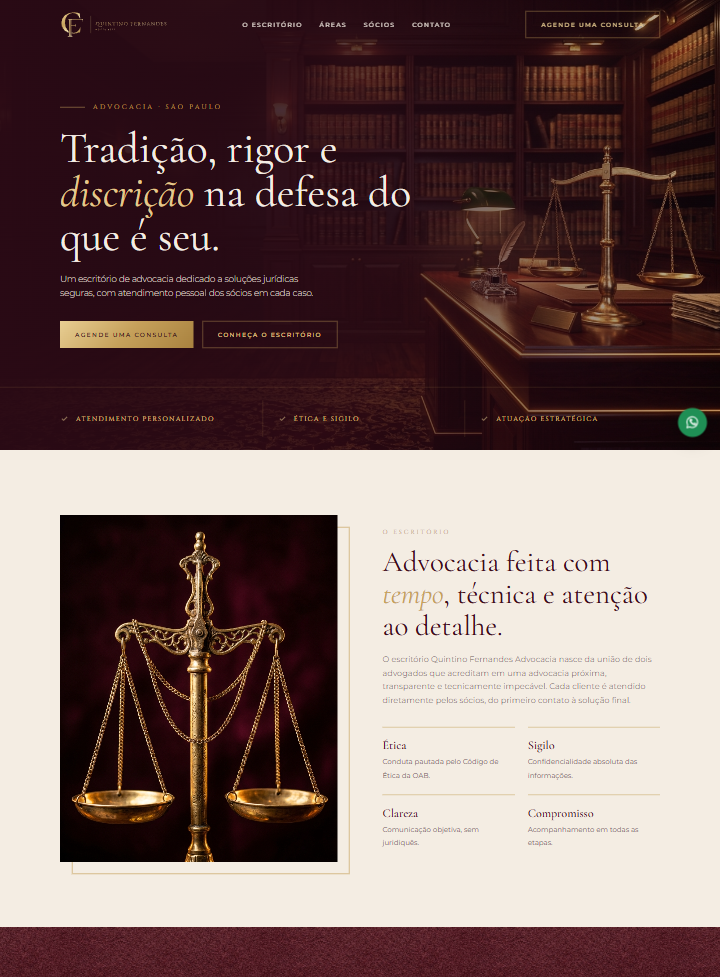 QUINTINO FERNANDES
O ESCRITÓRIO ÁREAS SÓCIOS CONTATO
AGENDE UMA CONSULTA
ADVOCACIA · SÃO PAULO
Tradição, rigor e
discrição na defesa do
que é seu.
Um escritório de advocacia dedicado a soluções jurídicas
seguras, com atendimento pessoal dos sócios em cada caso.
AGENDE UMA CONSULTA
CONHEÇA O ESCRITÓRIO
ATENDIMENTO PERSONALIZADO
ÉTICA E SIGILO
ATUAÇÃO ESTRATÉGICA
O ESCRITÓRIO
Advocacia feita com
tempo, técnica e atenção
ao detalhe.
O escritório Quintino Fernandes Advocacia nasce da união de dois
advogados que acreditam em uma advocacia próxima,
transparente e tecnicamente impecável. Cada cliente é atendido
diretamente pelos sócios, do primeiro contato à solução final.
Ética
Conduta pautada pelo Código de
Ética da OAB.
Sigilo
Confidencialidade absoluta das
informações.
Clareza
Comunicação objetiva, sem
juridiquês.
Compromisso
Acompanhamento em todas as
etapas.